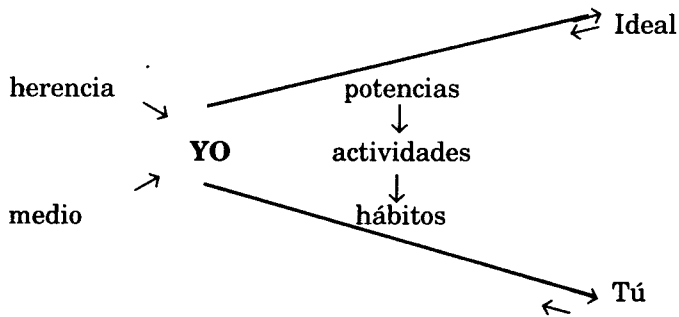 Ideal
herencia
potencias
YO
actividades
medio
hábitos
Tú